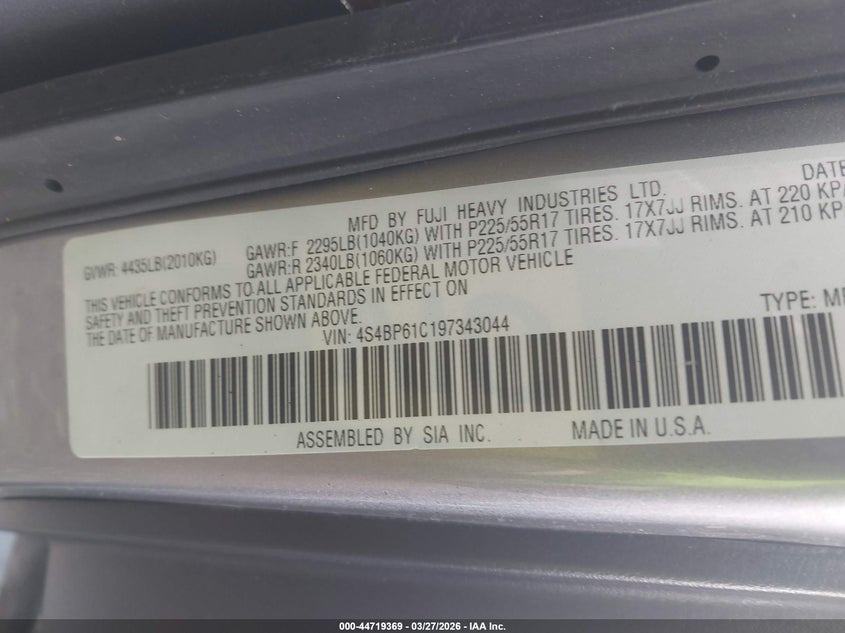 DATE
MFD BY FUJI HEAVY INDUSTRIES LTD.
GVWR: 4435LB(2010KG) GAWR:F 2295LB(1040KG) WITH P225/55R17 TIRES. 17X7JJ RIMS. AT 220 KPA
GAWR:R 2340LB(1060KG) WITH P225/55R17 TIRES. 17X7JJ RIMS. AT 210 KP
THIS VEHICLE CONFORMS TO ALL APPLICABLE FEDERAL MOTOR VEHICLE
SAFETY AND THEFT PREVENTION STANDARDS IN EFFECT ON
THE DATE OF MANUFACTURE SHOWN ABOVE.
VIN: 4S4BP61C197343044 TYPE: MP
ASSEMBLED BY SIA INC. MADE IN U.S.A.
000-44719369 | 03/27/2026 - IAA Inc.